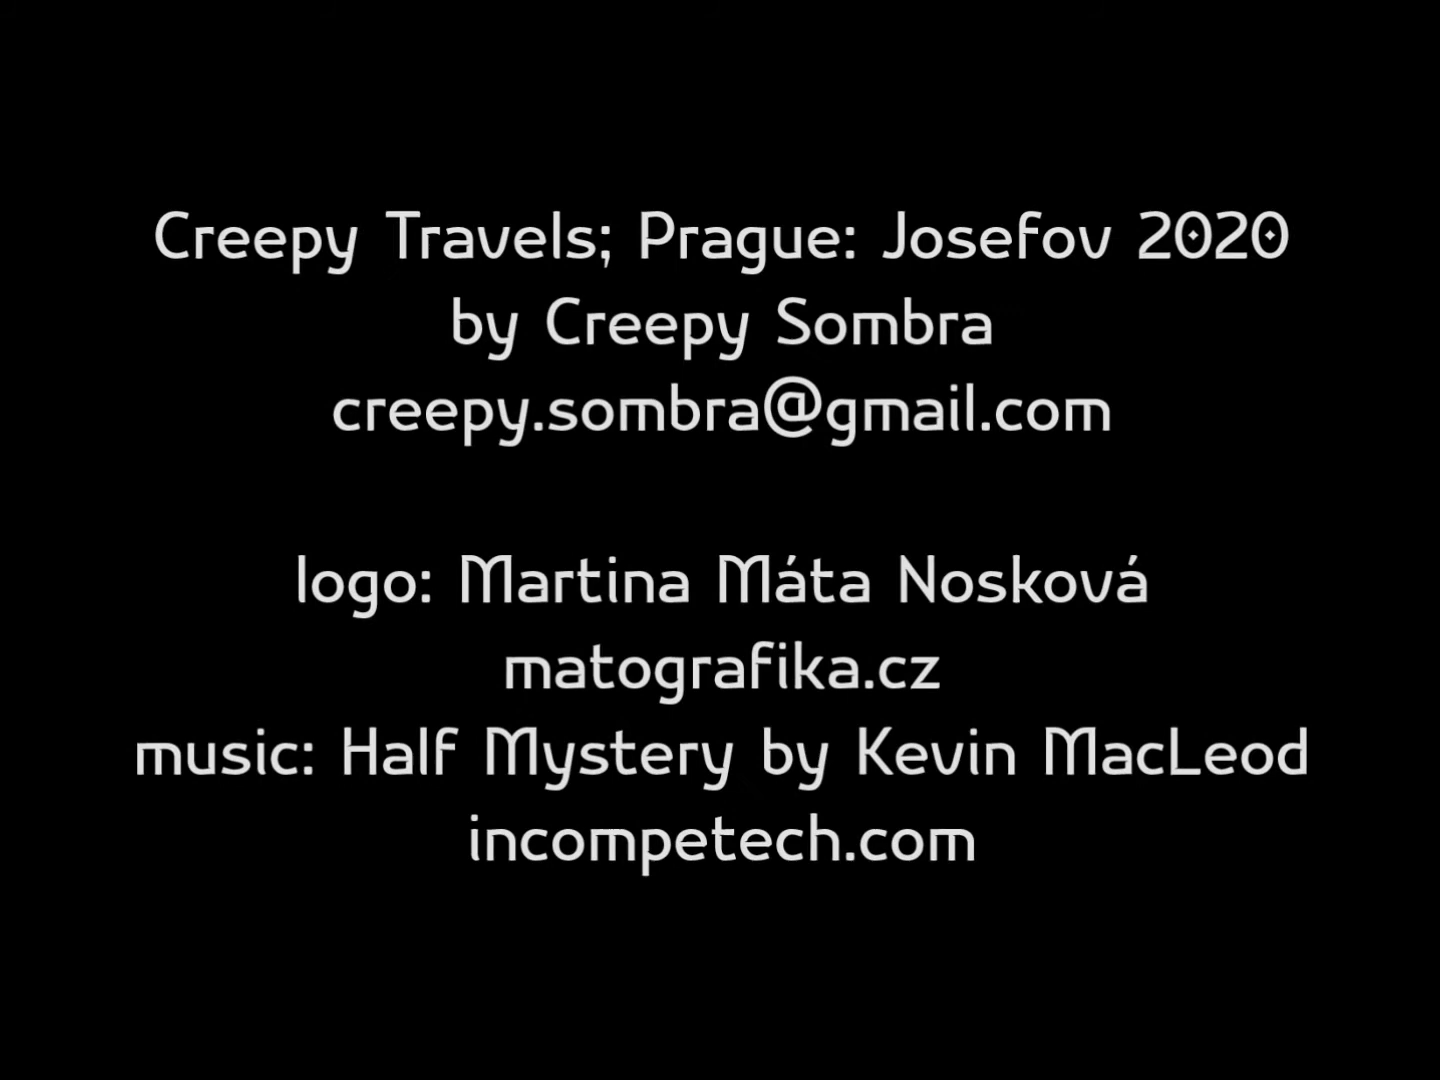 Creepy Travels; Prague: Josefov 2020
by Creepy Sombra
creepy.sombra@gmail.com
logo: Martina Máta Nosková
matografika.cz
music: Half Mystery by Kevin MacLeod
incompetech.com